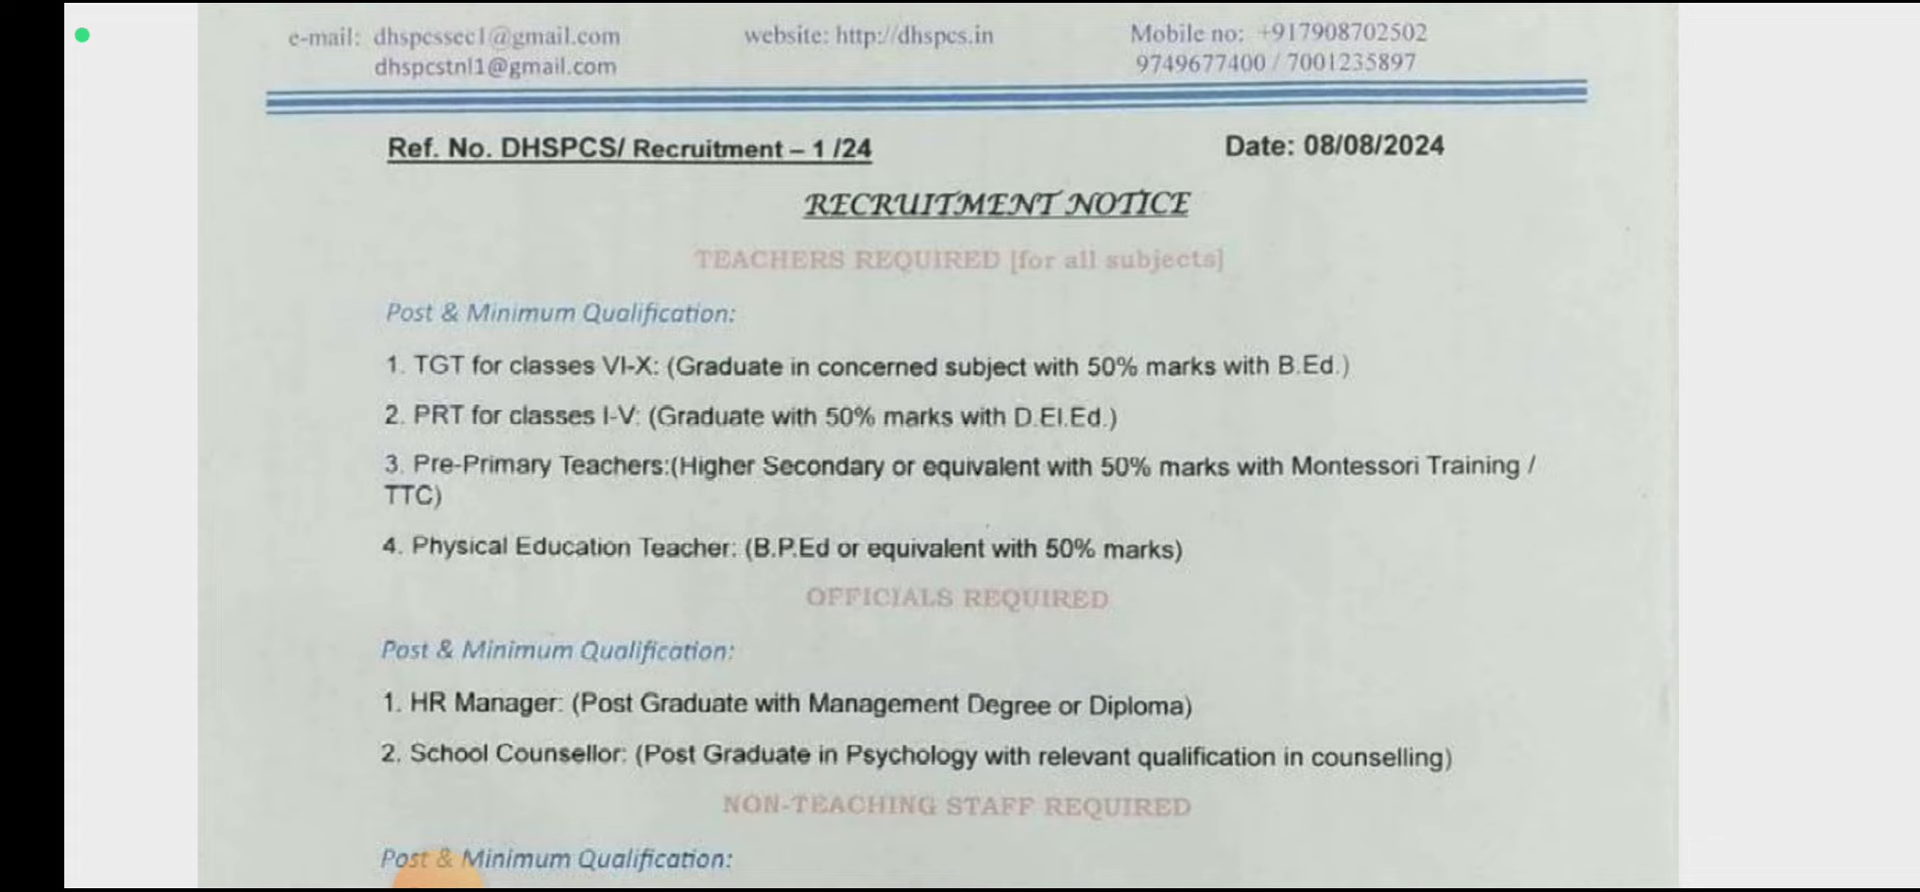 e-mail: dhspcssec1@gmail.com website: http://dhspcs.in Mobile no: +917908702502
dhspcstnl1@gmail.com 9749677400 / 7001235897
Ref. No. DHSPCS/ Recruitment – 1 /24 Date: 08/08/2024
RECRUITMENT NOTICE
TEACHERS REQUIRED [for all subjects]
Post & Minimum Qualification:
1. TGT for classes VI-X: (Graduate in concerned subject with 50% marks with B.Ed.)
2. PRT for classes I-V: (Graduate with 50% marks with D.El.Ed.)
3. Pre-Primary Teachers:(Higher Secondary or equivalent with 50% marks with Montessori Training /
TTC)
4. Physical Education Teacher: (B.P.Ed or equivalent with 50% marks)
OFFICIALS REQUIRED
Post & Minimum Qualification:
1. HR Manager: (Post Graduate with Management Degree or Diploma)
2. School Counsellor: (Post Graduate in Psychology with relevant qualification in counselling)
NON-TEACHING STAFF REQUIRED
Post & Minimum Qualification: